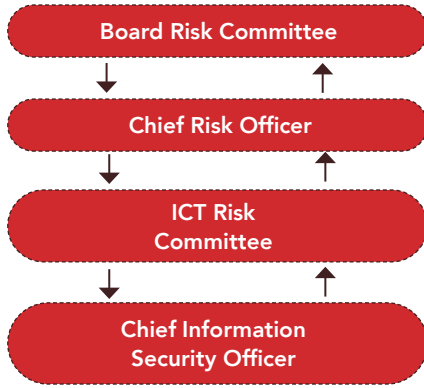 Board Risk Committee
Chief Risk Officer
ICT Risk
Committee
Chief Information
Security Officer